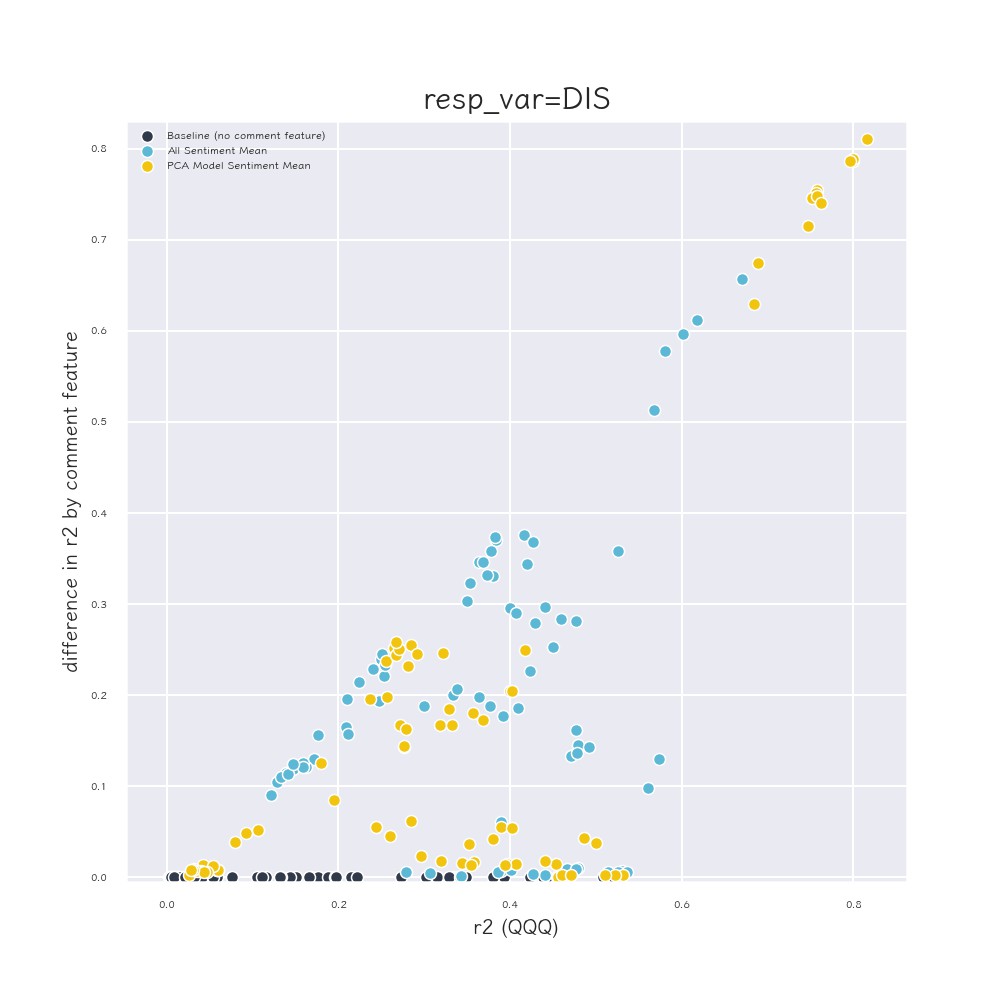 resp_var=DIS
Baseline (no comment feature)
All Sentiment Mean
PCA Model Sentiment Mean
difference in r2 by comment feature
0.8
0.7
0.6
0.5
0.4
0.3
0.2
0.1
0.0
0.0 0.2 0.4 0.6 0.8
r2 (QQQ)